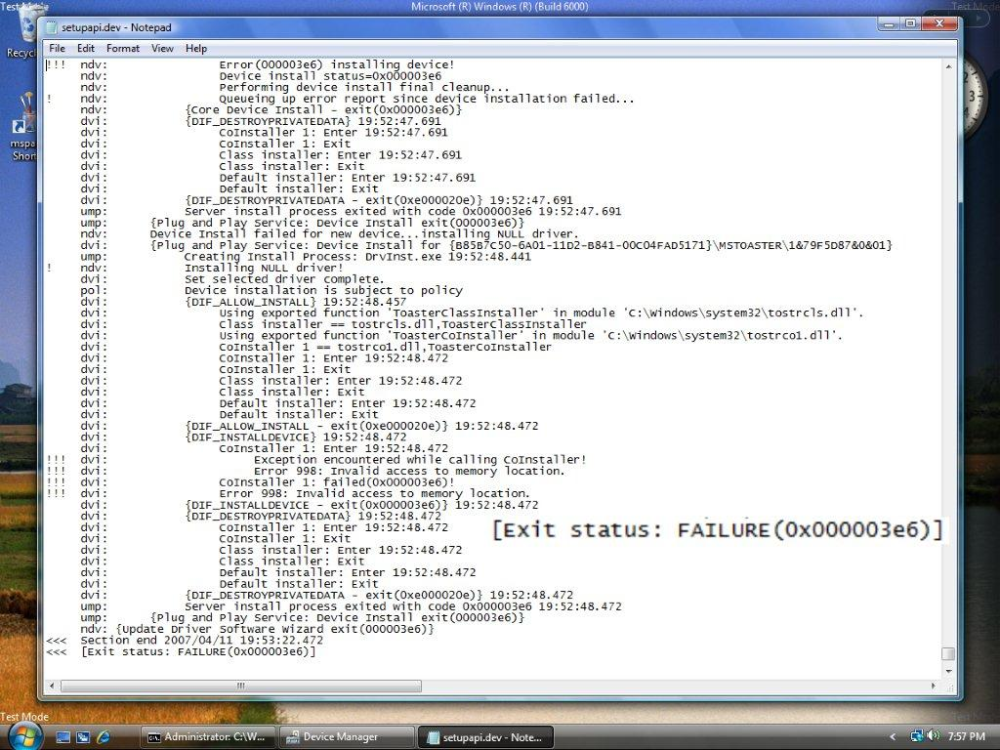 Test Mode
Microsoft (R) Windows (R) (Build 6000)
Test Mode
setupapi.dev - Notepad
File Edit Format View Help
!!! ndv: Error(000003e6) installing device!
ndv: Device install status=0x000003e6
ndv: Performing device install final cleanup...
! ndv: Queueing up error report since device installation failed...
ndv: {Core Device Install - exit(0x000003e6)}
dvi: {DIF_DESTROYPRIVATEDATA} 19:52:47.691
dvi: CoInstaller 1: Enter 19:52:47.691
dvi: CoInstaller 1: Exit
dvi: Class installer: Enter 19:52:47.691
dvi: Class installer: Exit
dvi: Default installer: Enter 19:52:47.691
dvi: Default installer: Exit
dvi: {DIF_DESTROYPRIVATEDATA - exit(0xe000020e)} 19:52:47.691
ump: Server install process exited with code 0x000003e6 19:52:47.691
ump: {Plug and Play Service: Device Install exit(000003e6)}
ndv: Device Install failed for new device...installing NULL driver.
dvi: {Plug and Play Service: Device Install for {B85B7C50-6A01-11D2-B841-00C04FAD5171}\MSTOASTER\1&79F5D87&0&01}
ump: Creating Install Process: DrvInst.exe 19:52:48.441
! ndv: Installing NULL driver!
dvi: Set selected driver complete.
pol: Device installation is subject to policy
dvi: {DIF_ALLOW_INSTALL} 19:52:48.457
dvi: Using exported function 'ToasterClassInstaller' in module 'C:\Windows\system32\tostrcls.dll'.
dvi: Class installer == tostrcls.dll,ToasterClassInstaller
dvi: Using exported function 'ToasterCoInstaller' in module 'C:\Windows\system32\tostrco1.dll'.
dvi: CoInstaller 1 == tostrco1.dll,ToasterCoInstaller
dvi: CoInstaller 1: Enter 19:52:48.472
dvi: CoInstaller 1: Exit
dvi: Class installer: Enter 19:52:48.472
dvi: Class installer: Exit
dvi: Default installer: Enter 19:52:48.472
dvi: Default installer: Exit
dvi: {DIF_ALLOW_INSTALL - exit(0xe000020e)} 19:52:48.472
dvi: {DIF_INSTALLDEVICE} 19:52:48.472
dvi: CoInstaller 1: Enter 19:52:48.472
!!! dvi: Exception encountered while calling CoInstaller!
!!! dvi: Error 998: Invalid access to memory location.
!!! dvi: CoInstaller 1: failed(0x000003e6)!
!!! dvi: Error 998: Invalid access to memory location.
dvi: {DIF_INSTALLDEVICE - exit(0x000003e6)} 19:52:48.472
dvi: {DIF_DESTROYPRIVATEDATA} 19:52:48.472
dvi: CoInstaller 1: Enter 19:52:48.472
dvi: CoInstaller 1: Exit
dvi: Class installer: Enter 19:52:48.472
dvi: Class installer: Exit
dvi: Default installer: Enter 19:52:48.472
dvi: Default installer: Exit
dvi: {DIF_DESTROYPRIVATEDATA - exit(0xe000020e)} 19:52:48.472
ump: Server install process exited with code 0x000003e6 19:52:48.472
ump: {Plug and Play Service: Device Install exit(000003e6)}
ndv: {Update Driver Software Wizard exit(000003e6)}
<<< Section end 2007/04/11 19:53:22.472
<<< [Exit status: FAILURE(0x000003e6)]
[Exit status: FAILURE(0x000003e6)]
Test Mode
Administrator: C:\W...
Device Manager
setupapi.dev - Note...
7:57 PM